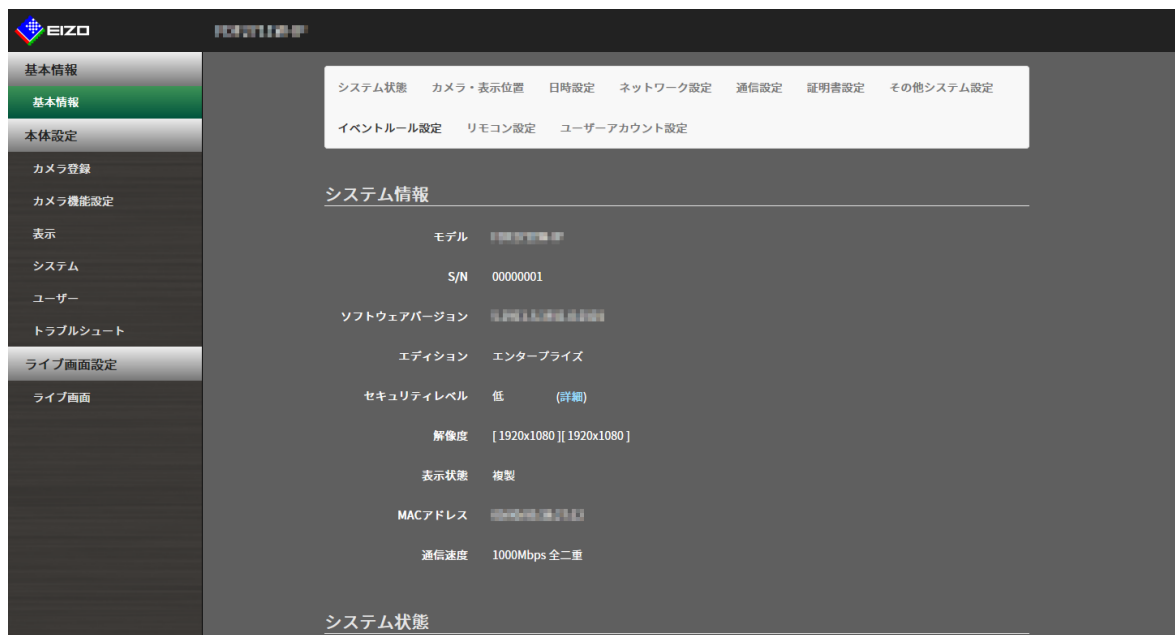 EIZO
基本情報
基本情報
本体設定
カメラ登録
カメラ機能設定
表示
システム
ユーザー
トラブルシュート
ライブ画面設定
ライブ画面
システム状態 カメラ・表示位置 日時設定 ネットワーク設定 通信設定 証明書設定 その他システム設定
イベントルール設定 リモコン設定 ユーザーアカウント設定
システム情報
モデル
S/N 00000001
ソフトウェアバージョン
エディション エンタープライズ
セキュリティレベル 低 (詳細)
解像度 [ 1920x1080 ][ 1920x1080 ]
表示状態 複製
MACアドレス
通信速度 1000Mbps 全二重
システム状態